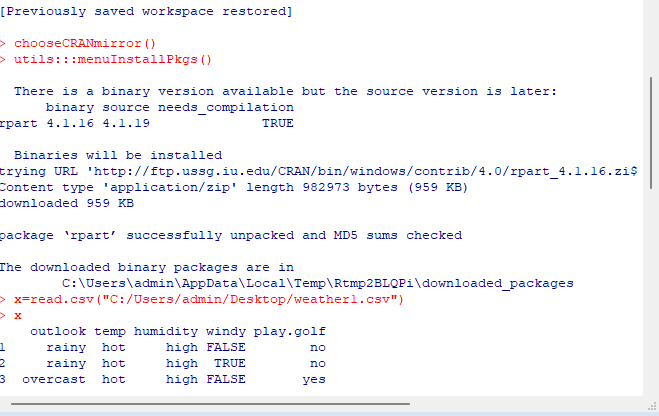 [Previously saved workspace restored]
> chooseCRANmirror()
> utils:::menuInstallPkgs()
There is a binary version available but the source version is later:
binary source needs_compilation
rpart 4.1.16 4.1.19 TRUE
Binaries will be installed
trying URL 'http://ftp.ussg.iu.edu/CRAN/bin/windows/contrib/4.0/rpart_4.1.16.zi$
Content type 'application/zip' length 982973 bytes (959 KB)
downloaded 959 KB
package ‘rpart’ successfully unpacked and MD5 sums checked
The downloaded binary packages are in
C:\Users\admin\AppData\Local\Temp\Rtmp2BLQPi\downloaded_packages
> x=read.csv("C:/Users/admin/Desktop/weather1.csv")
> x
outlook temp humidity windy play.golf
1 rainy hot high FALSE no
2 rainy hot high TRUE no
3 overcast hot high FALSE yes